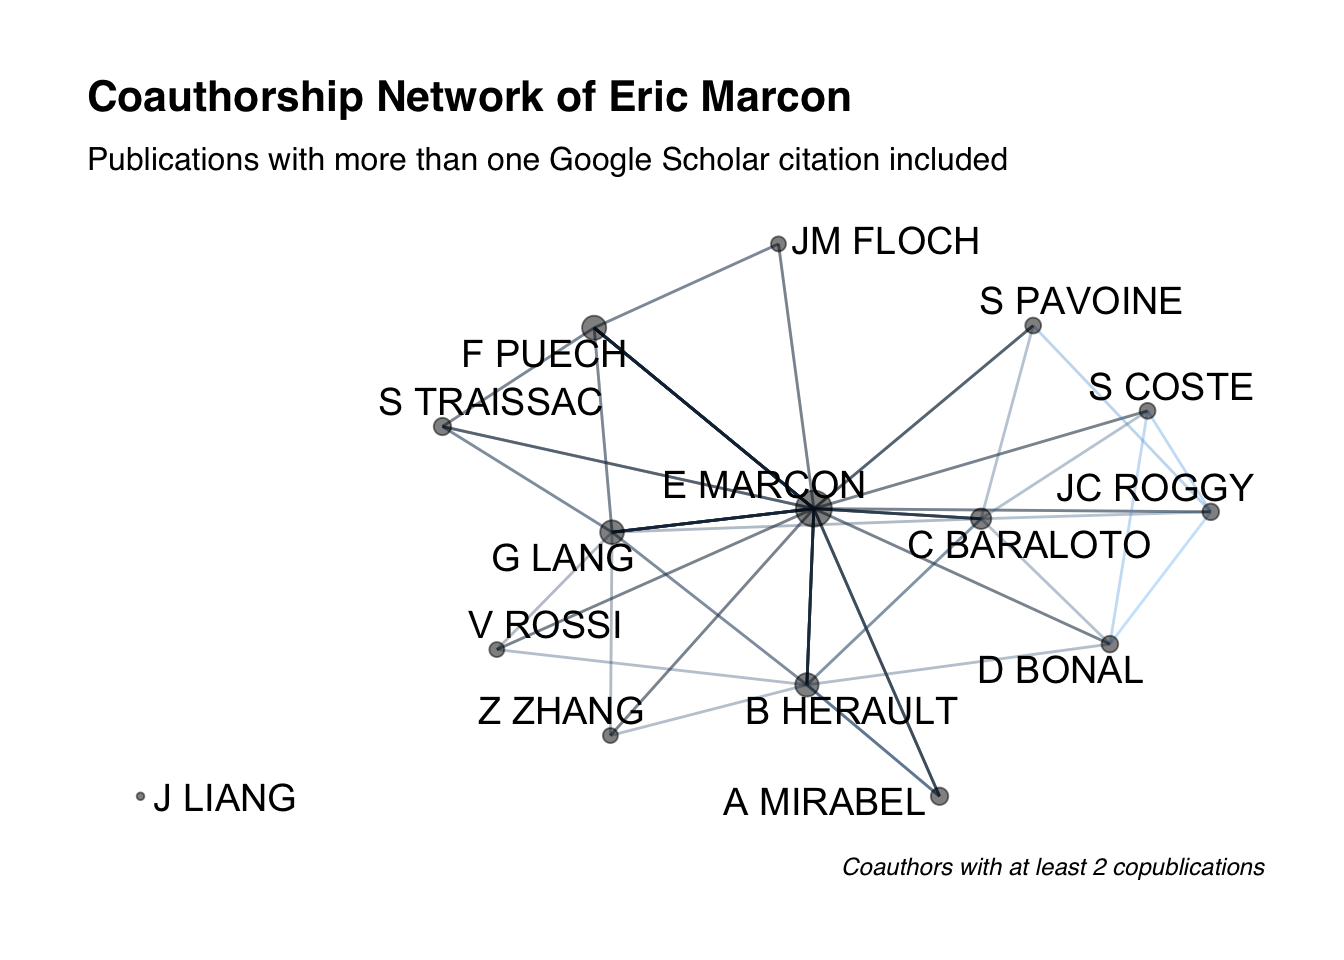 Coauthorship Network of Eric Marcon
Publications with more than one Google Scholar citation included
JM FLOCH
S PAVOINE
F PUECH
S COSTE
S TRAISSAC
E MARCON
JC ROGGY
C BARALOTO
G LANG
V ROSSI
D BONAL
Z ZHANG
B HERAULT
J LIANG
A MIRABEL
Coauthors with at least 2 copublications